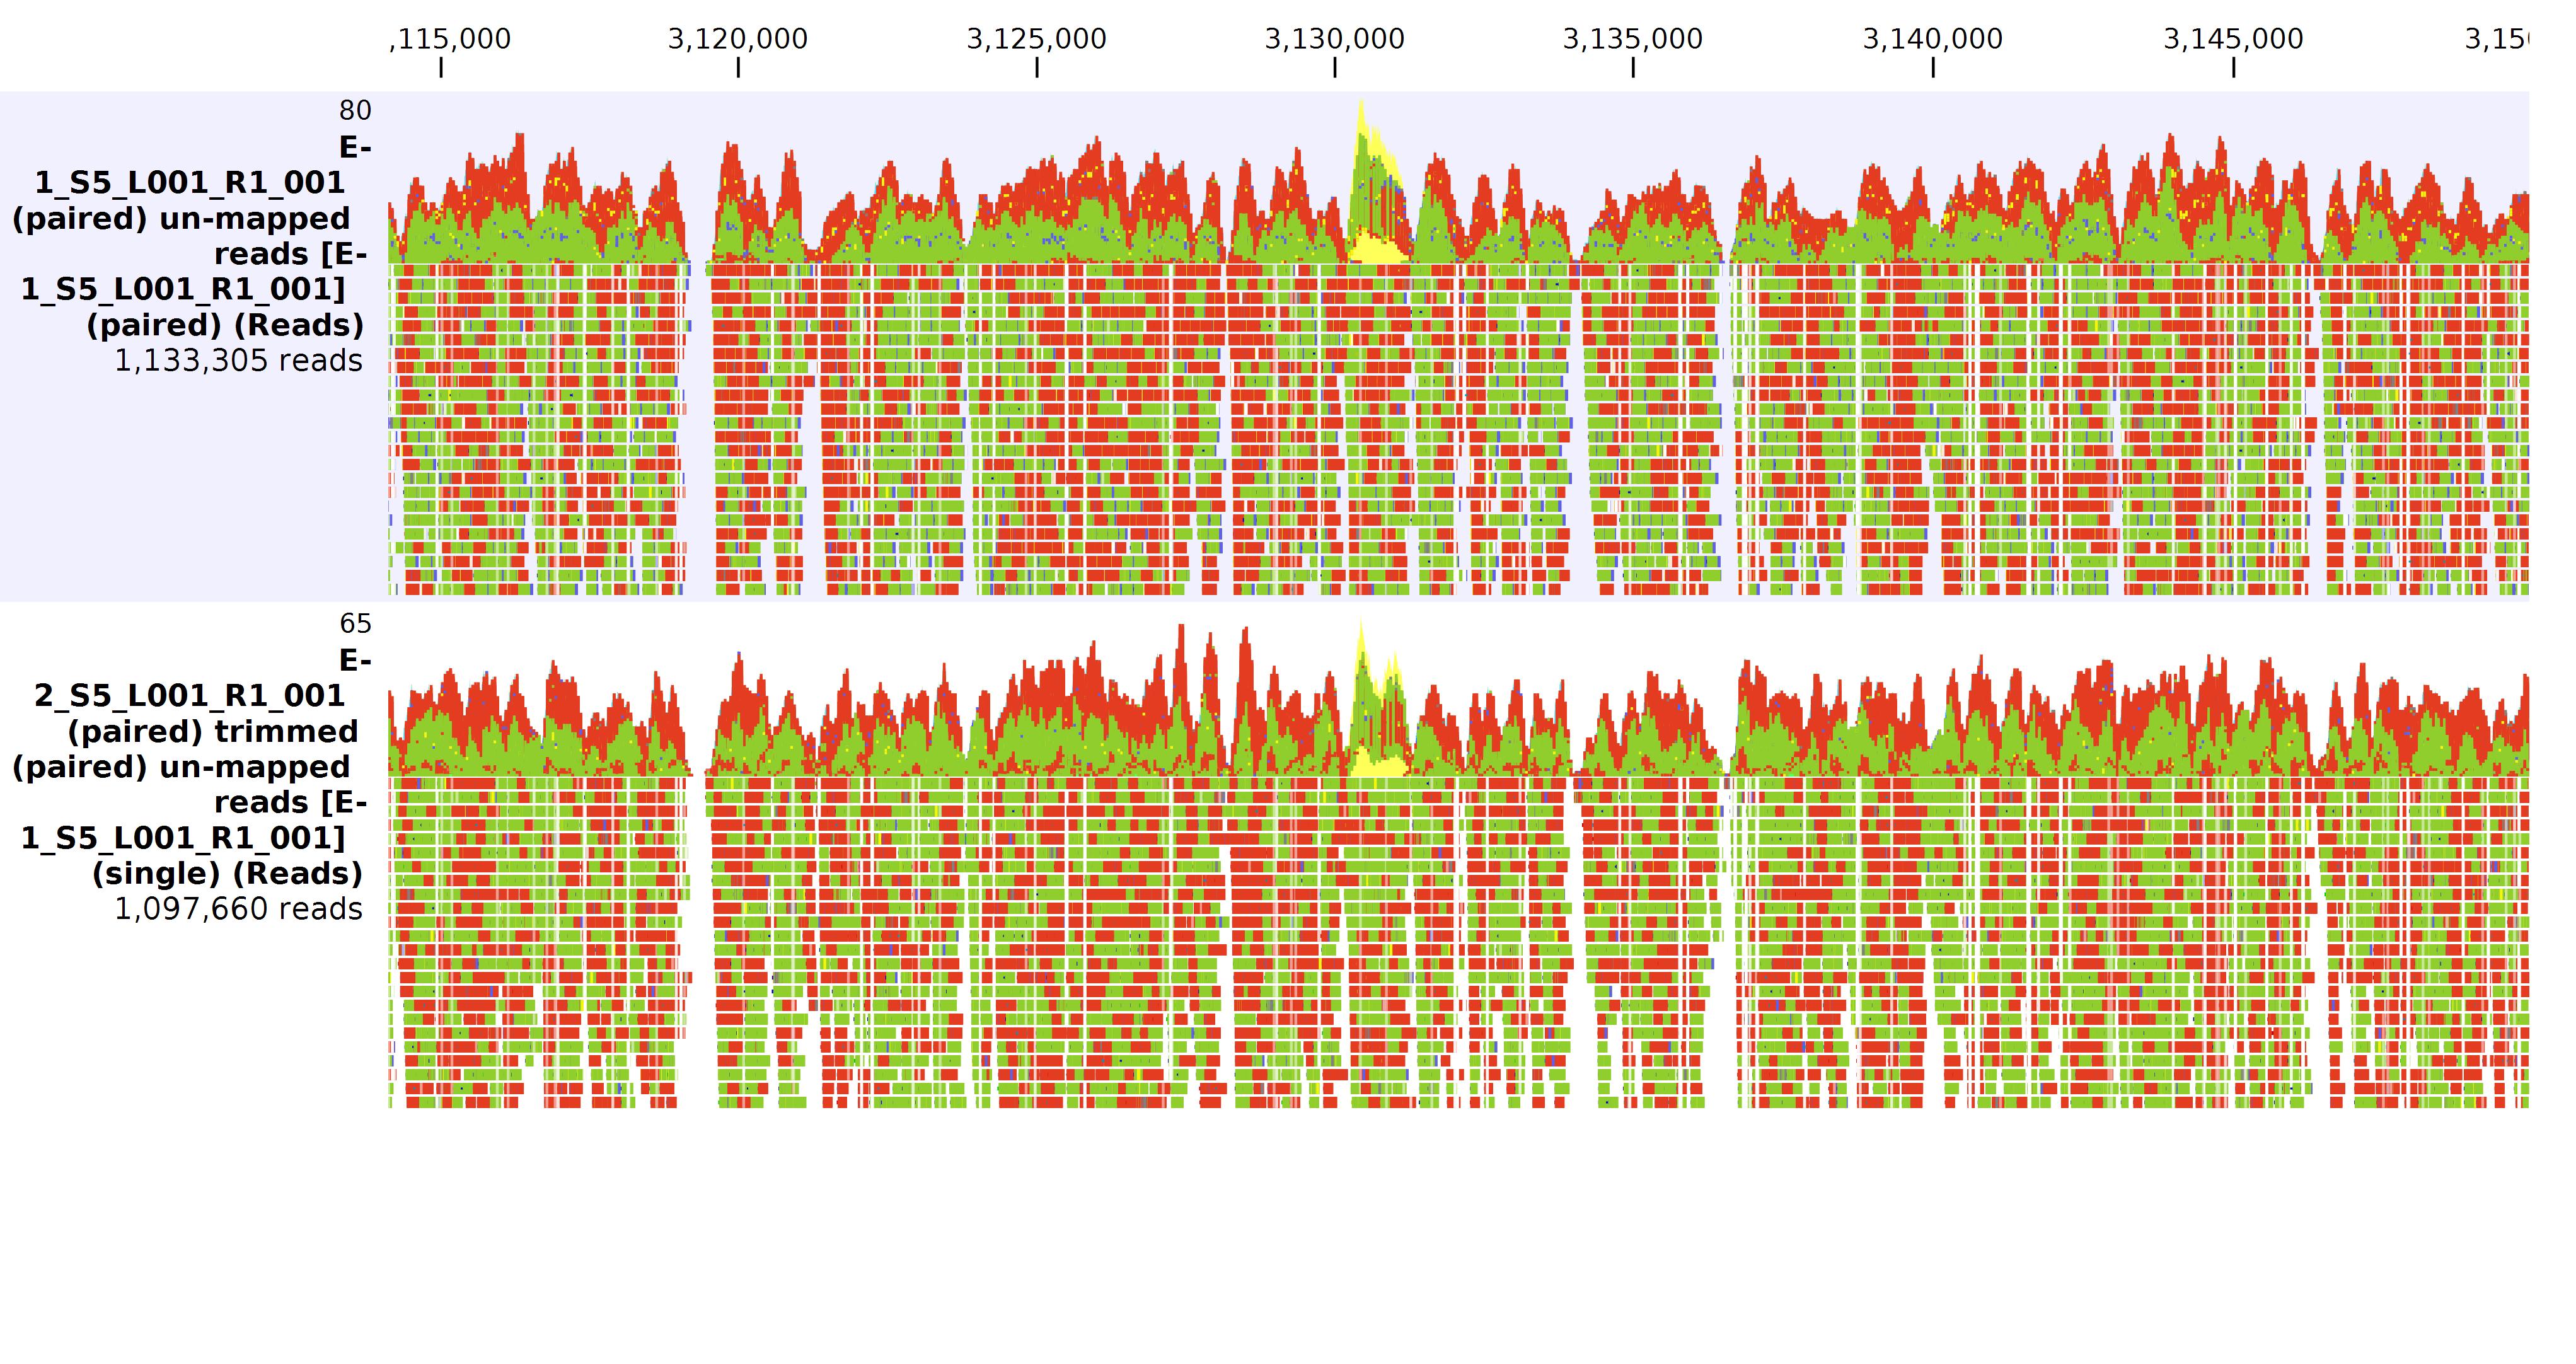 ,115,000 3,120,000 3,125,000 3,130,000 3,135,000 3,140,000 3,145,000 3,15
80
E-
1_S5_L001_R1_001
(paired) un-mapped
reads [E-
1_S5_L001_R1_001]
(paired) (Reads)
1,133,305 reads
65
E-
2_S5_L001_R1_001
(paired) trimmed
(paired) un-mapped
reads [E-
1_S5_L001_R1_001]
(single) (Reads)
1,097,660 reads